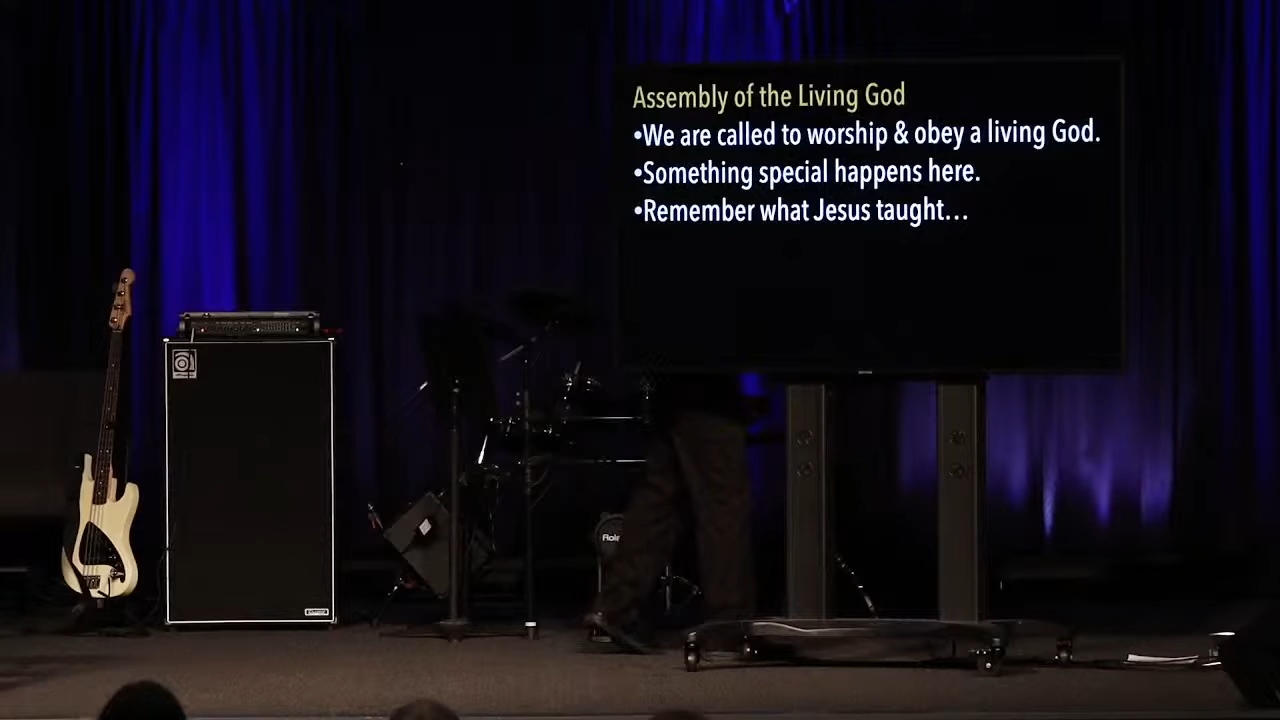 Assembly of the Living God
•We are called to worship & obey a living God.
•Something special happens here.
•Remember what Jesus taught…